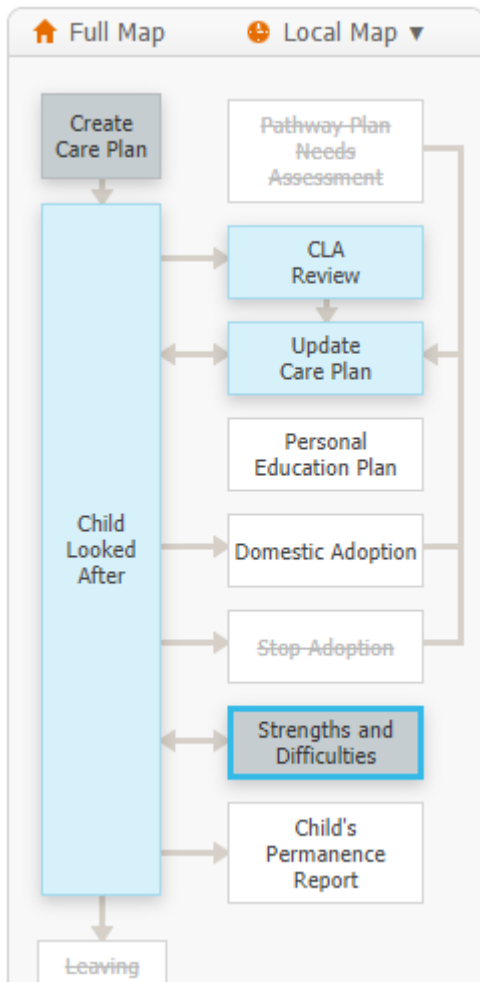 Full Map
Local Map ▼
Create
Care Plan
Pathway Plan
Needs
Assessment
CLA
Review
Update
Care Plan
Personal
Education Plan
Child
Looked
After
Domestic Adoption
Stop Adoption
Strengths and
Difficulties
Child's
Permanence
Report
Leaving